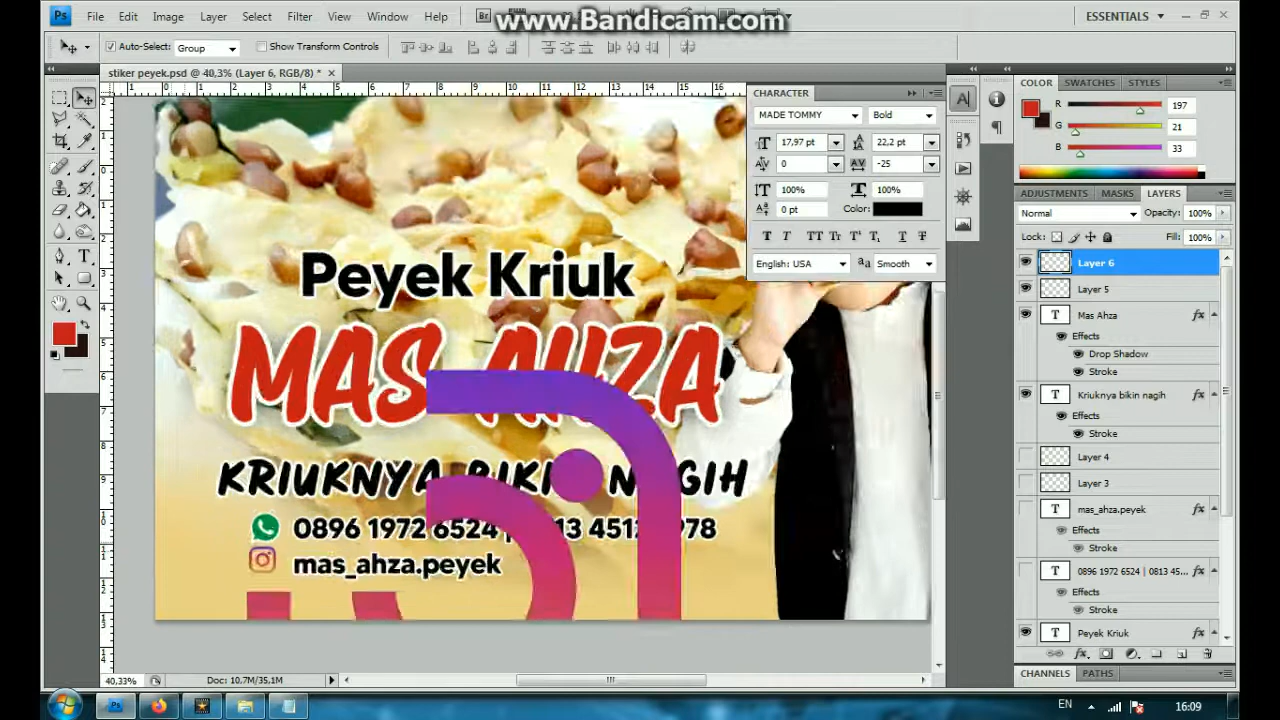 www.Bandicam.com
File Edit Image Layer Select Filter View Window Help
Br
ESSENTIALS
Auto-Select: Group Show Transform Controls
stiker peyek.psd @ 40,3% (Layer 6, RGB/8) *
CHARACTER
MADE TOMMY Bold
17,97 pt 22,2 pt
0 -25
100% 100%
0 pt Color:
English: USA Smooth
COLOR SWATCHES STYLES
R 197
G 21
B 33
ADJUSTMENTS MASKS LAYERS
Normal Opacity: 100%
Lock: Fill: 100%
Layer 6
Layer 5
Mas Ahza
Effects
Drop Shadow
Stroke
Kriuknya bikin nagih
Effects
Stroke
Layer 4
Layer 3
mas_ahza.peyek
Effects
Stroke
0896 1972 6524 | 0813 45...
Effects
Stroke
Peyek Kriuk
CHANNELS PATHS
Peyek Kriuk
MAS AHZA
KRIUKNYA BIKIN NAGIH
0896 1972 6524
mas_ahza.peyek
40,33% Doc: 10,7M/35,1M
EN 16:09